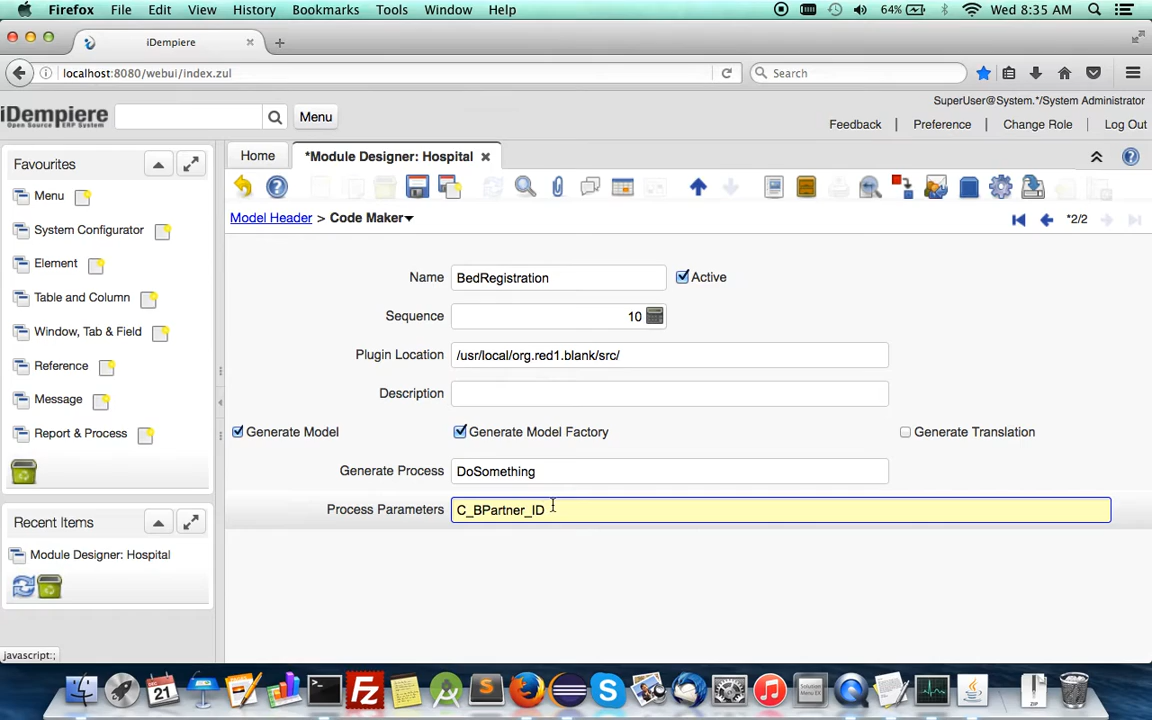 Firefox File Edit View History Bookmarks Tools Window Help 64% Wed 8:35 AM
iDempiere
localhost:8080/webui/index.zul Search
SuperUser@System.*/System Administrator
iDempiere Menu
Open Source ERP System
Feedback | Preference | Change Role | Log Out
Favourites
Menu
System Configurator
Element
Table and Column
Window, Tab & Field
Reference
Message
Report & Process
Recent Items
Module Designer: Hospital
javascript:;
Home *Module Designer: Hospital
Model Header > Code Maker *2/2
Name BedRegistration Active
Sequence 10
Plugin Location /usr/local/org.red1.blank/src/
Description
Generate Model Generate Model Factory Generate Translation
Generate Process DoSomething
Process Parameters C_BPartner_ID